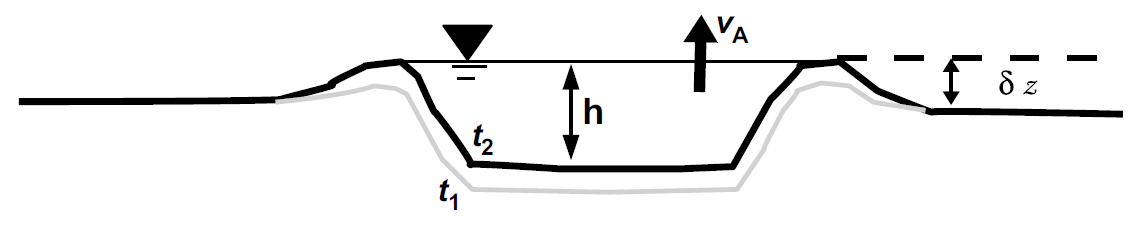 v_A
δ z
h
t_2
t_1